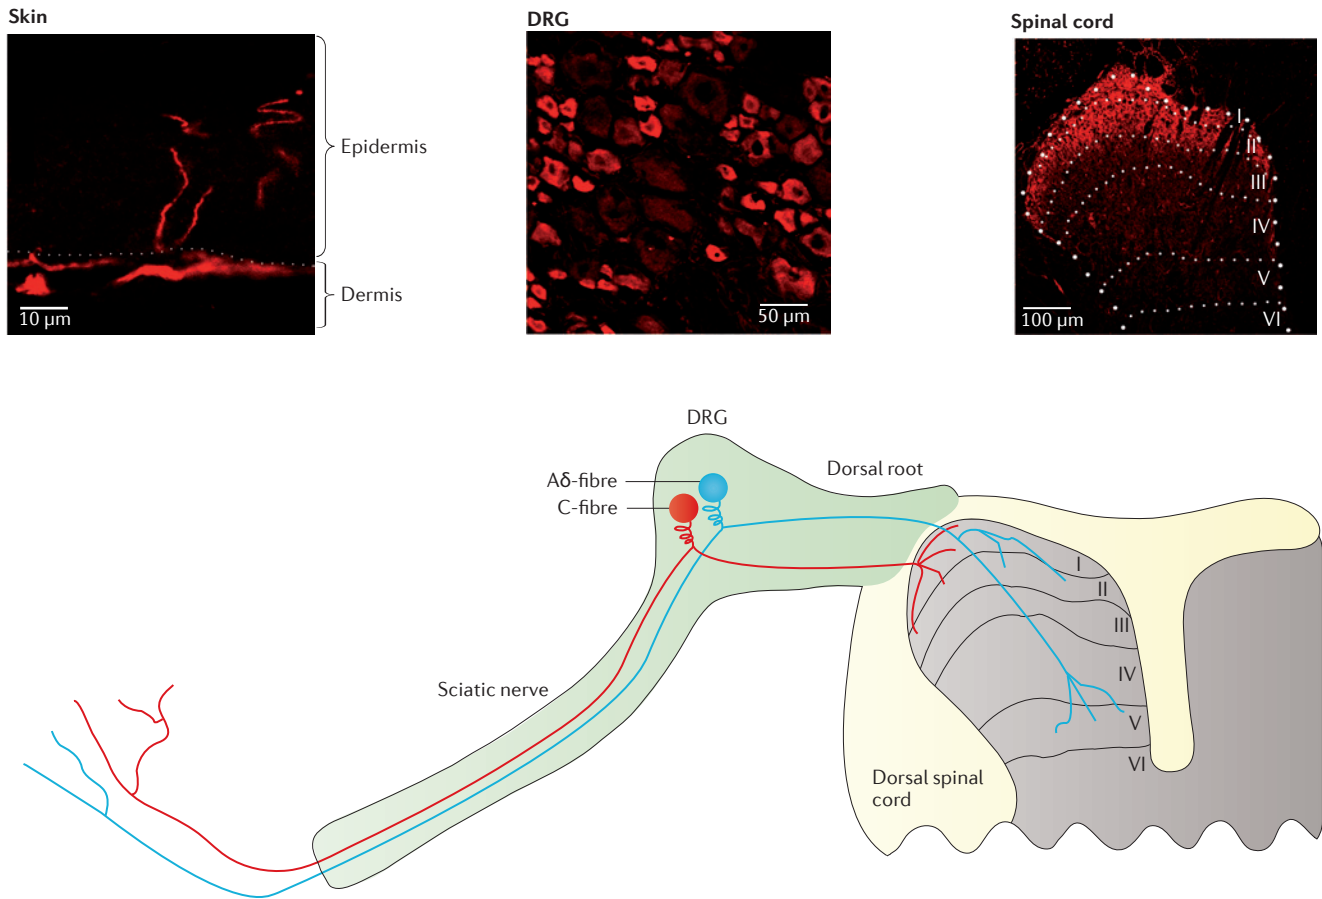 Skin
DRG
Spinal cord
Epidermis
Dermis
10 µm
50 µm
100 µm
I
II
III
IV
V
VI
DRG
Aδ-fibre
C-fibre
Dorsal root
Sciatic nerve
I
II
III
IV
V
VI
Dorsal spinal
cord